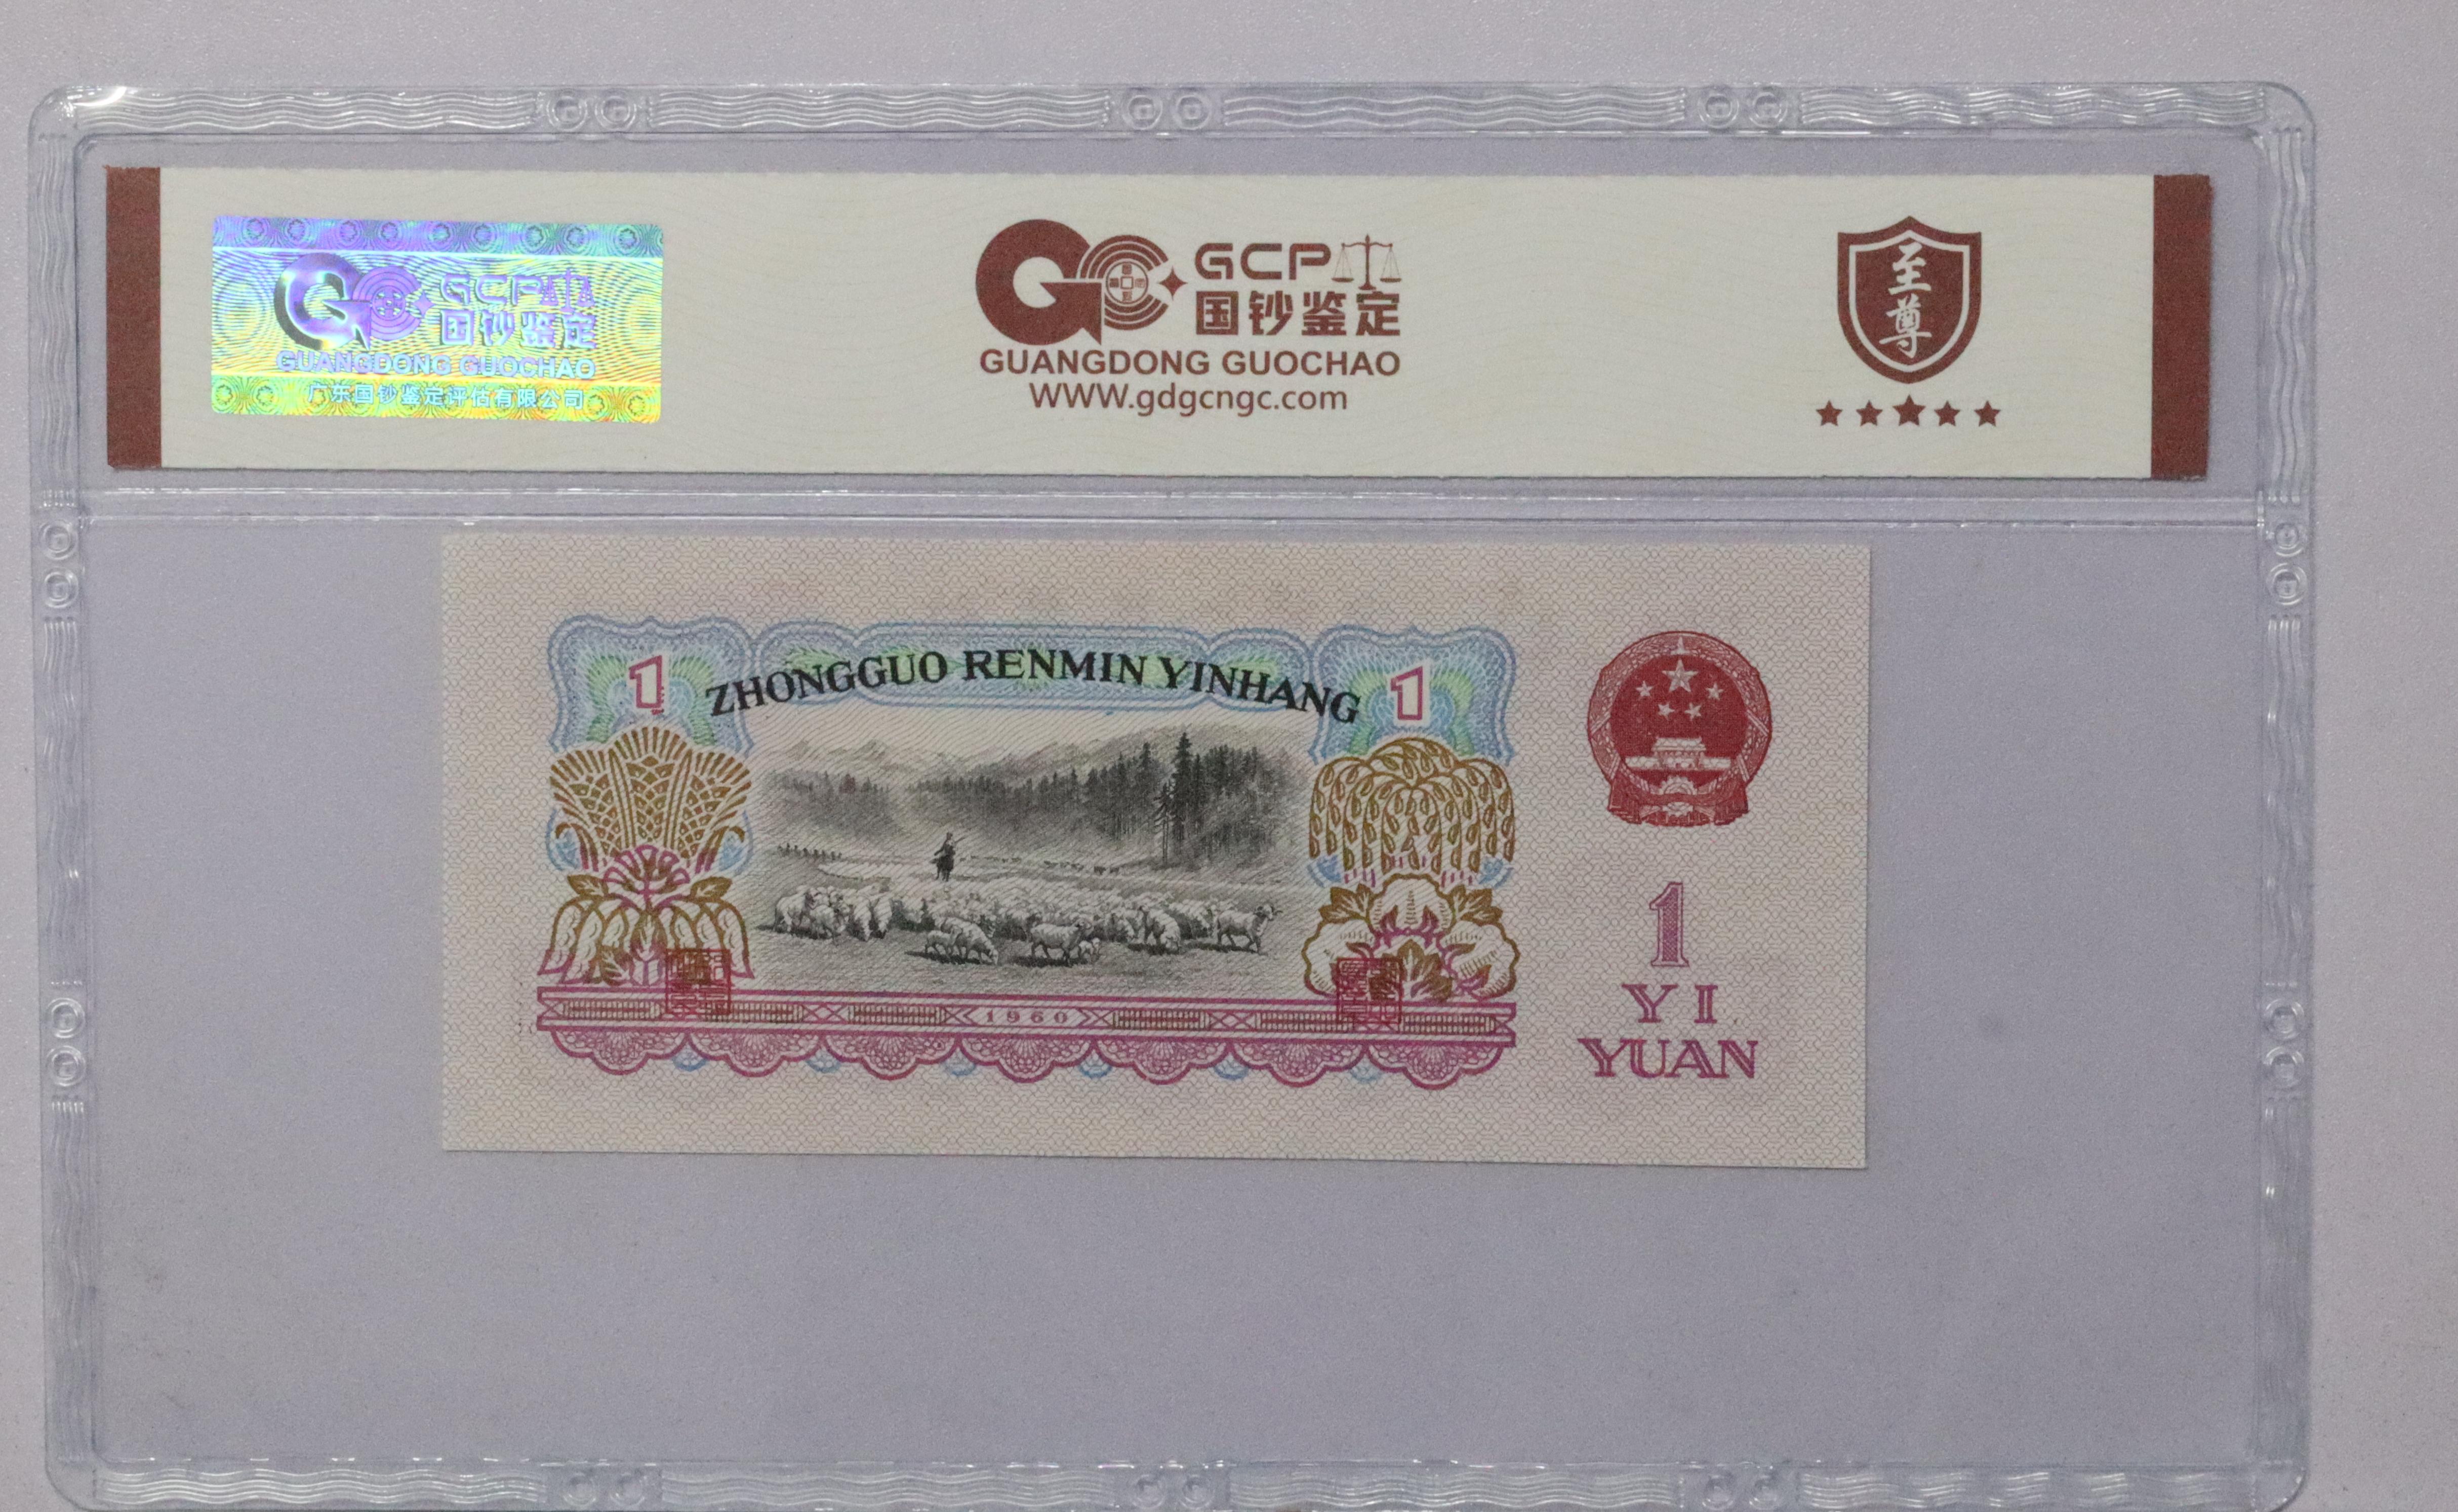 GCP
国钞鉴定
GUANGDONG GUOCHAO
广东国钞鉴定评估有限公司
GCP
国钞鉴定
GUANGDONG GUOCHAO
WWW.gdgcngc.com
至尊
1
ZHONGGUO RENMIN YINHANG
1
1960
1
YI
YUAN